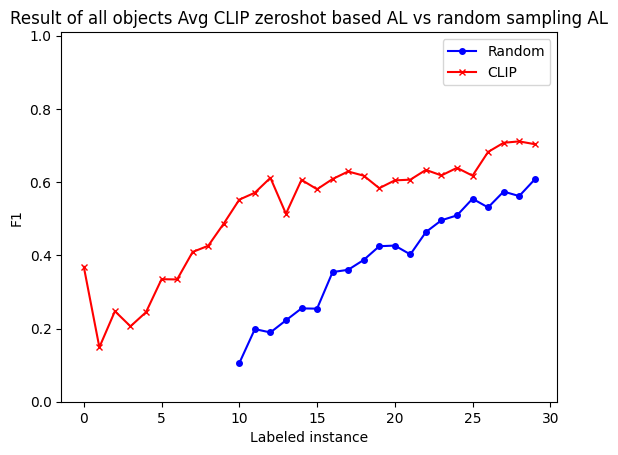 Result of all objects Avg CLIP zeroshot based AL vs random sampling AL
1.0
0.8
0.6
0.4
0.2
0.0
F1
Random
CLIP
0 5 10 15 20 25 30
Labeled instance